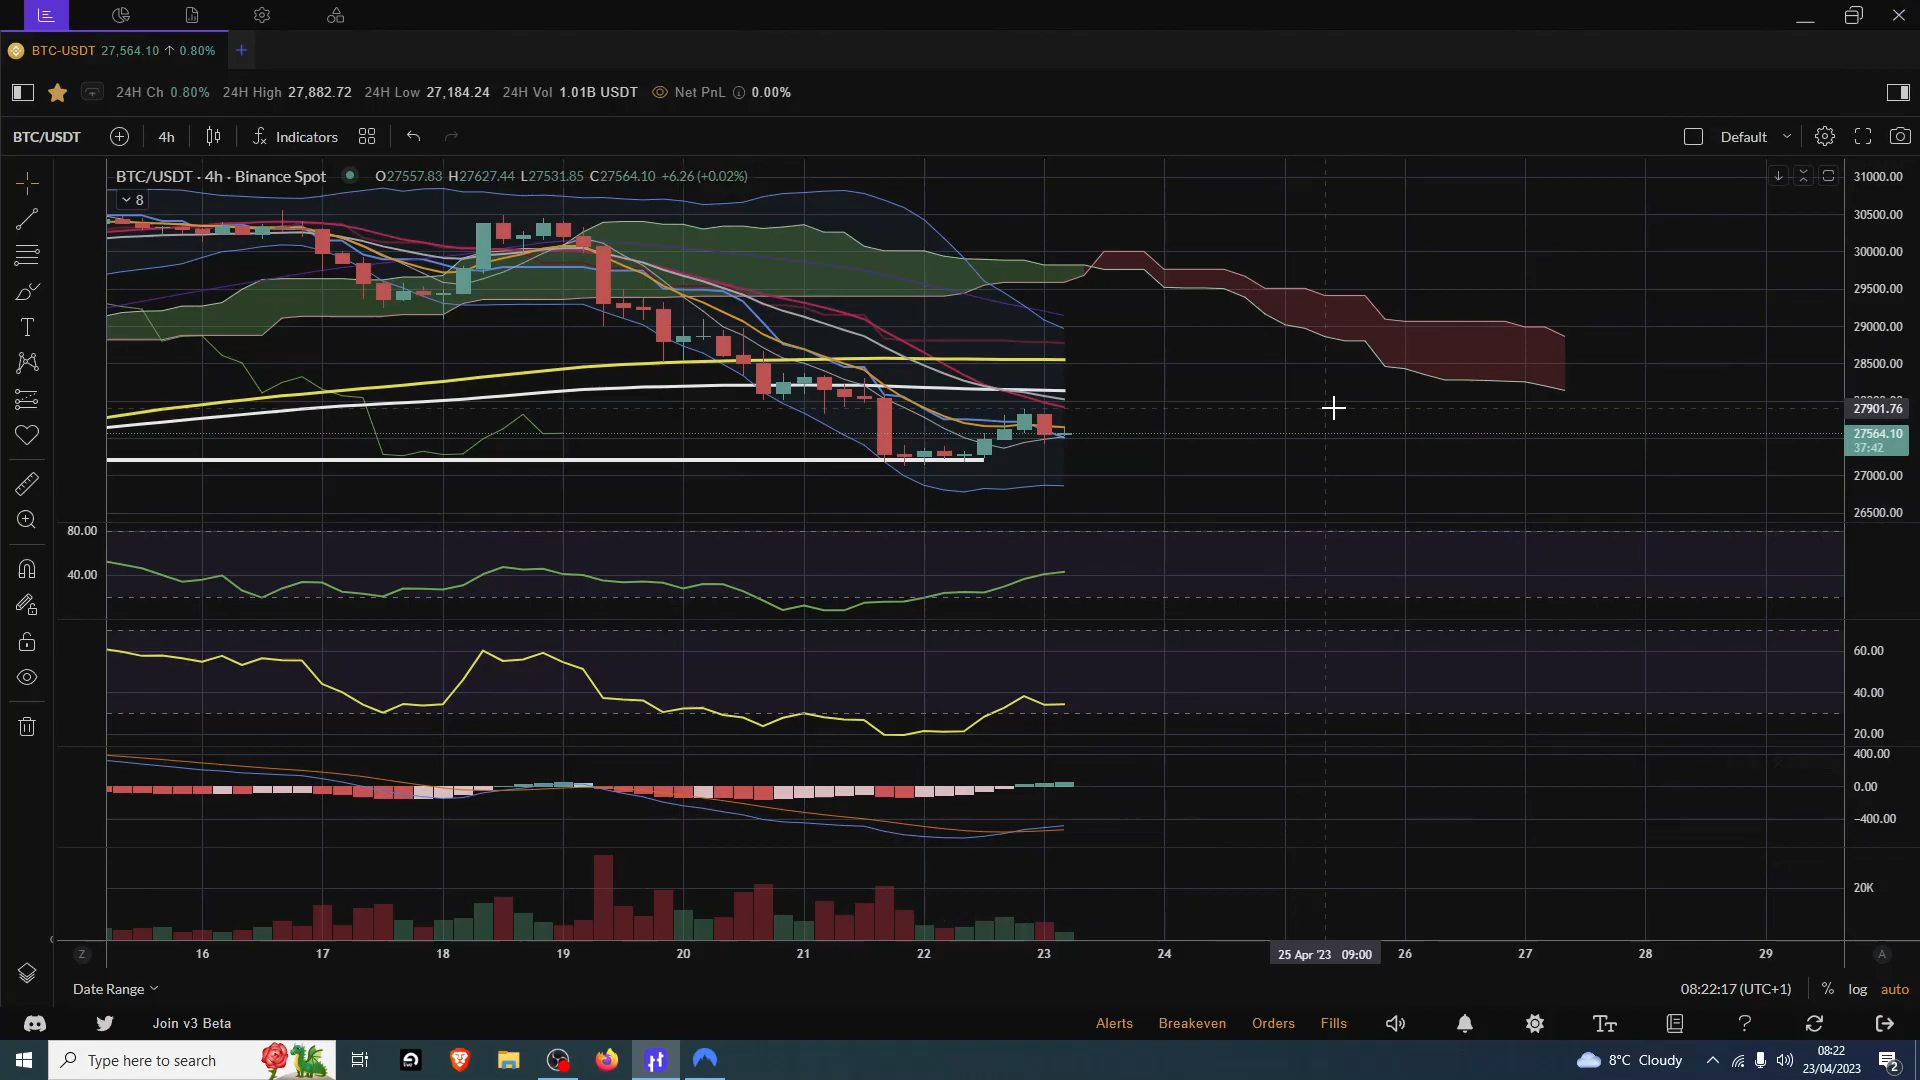 BTC-USDT 27,564.10 ↑ 0.80%
24H Ch 0.80% 24H High 27,882.72 24H Low 27,184.24 24H Vol 1.01B USDT Net PnL 0.00%
BTC/USDT 4h Indicators Default
BTC/USDT · 4h · Binance Spot O27557.83 H27627.44 L27531.85 C27564.10 +6.26 (+0.02%)
8
31000.00
30500.00
30000.00
29500.00
29000.00
28500.00
27901.76
27564.10
37:42
27000.00
26500.00
80.00
40.00
60.00
40.00
20.00
400.00
0.00
−400.00
20K
Z 16 17 18 19 20 21 22 23 24 25 Apr '23 09:00 26 27 28 29 A
Date Range 08:22:17 (UTC+1) % log auto
Join v3 Beta Alerts Breakeven Orders Fills
Type here to search 8°C Cloudy 08:22
23/04/2023 2